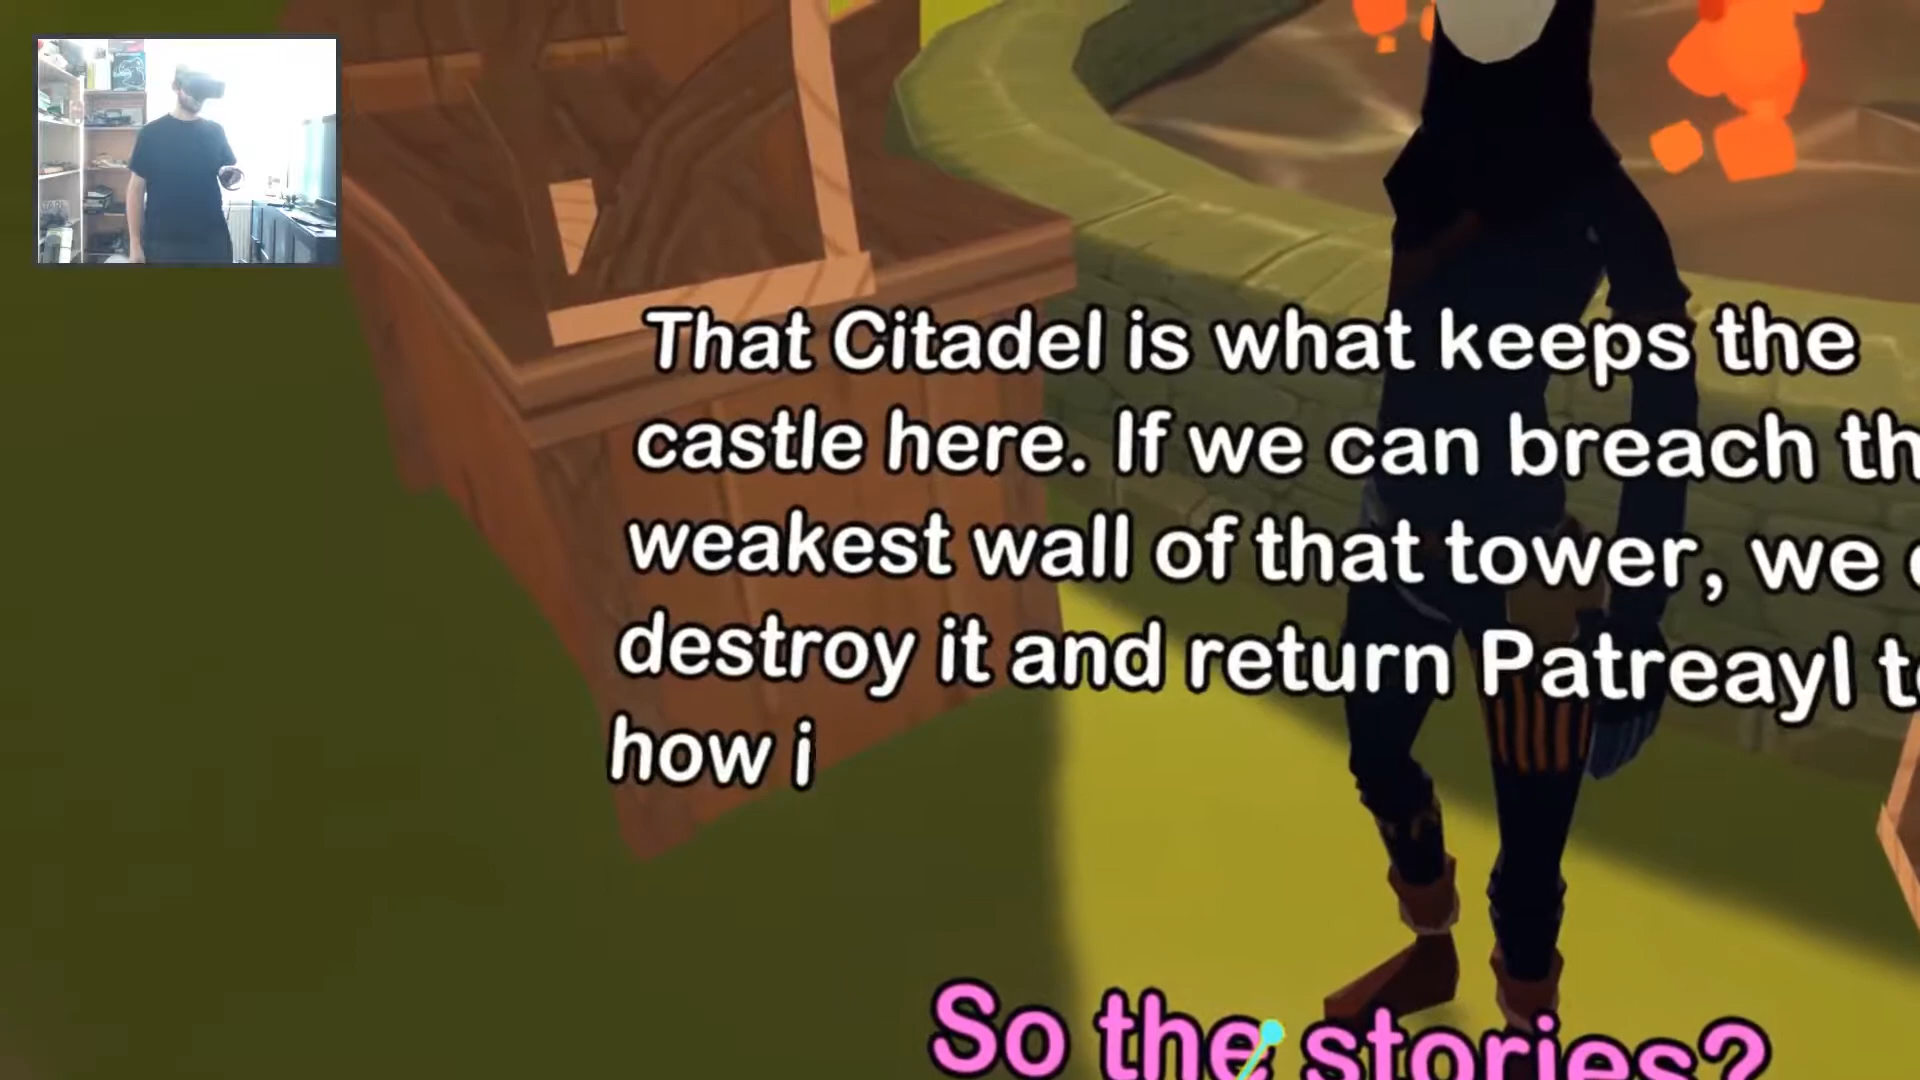 That Citadel is what keeps the
castle here. If we can breach th
weakest wall of that tower, we
destroy it and return Patreayl t
how i
So the stories?